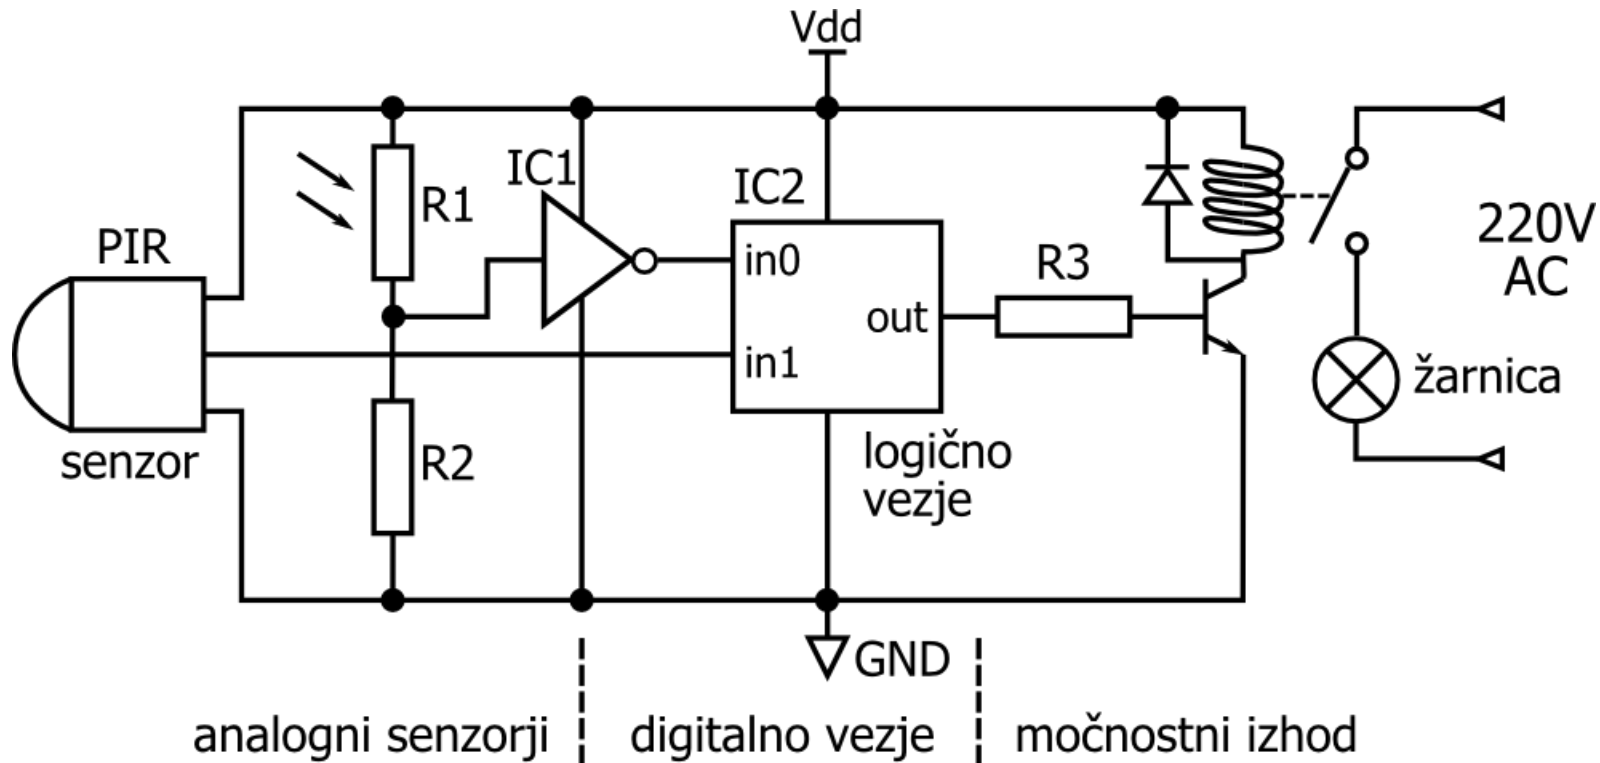 Vdd
IC1
IC2
R1
PIR
in0
220V
AC
R3
out
in1
žarnica
senzor
R2
logično
vezje
GND
analogni senzorji
digitalno vezje
močnostni izhod